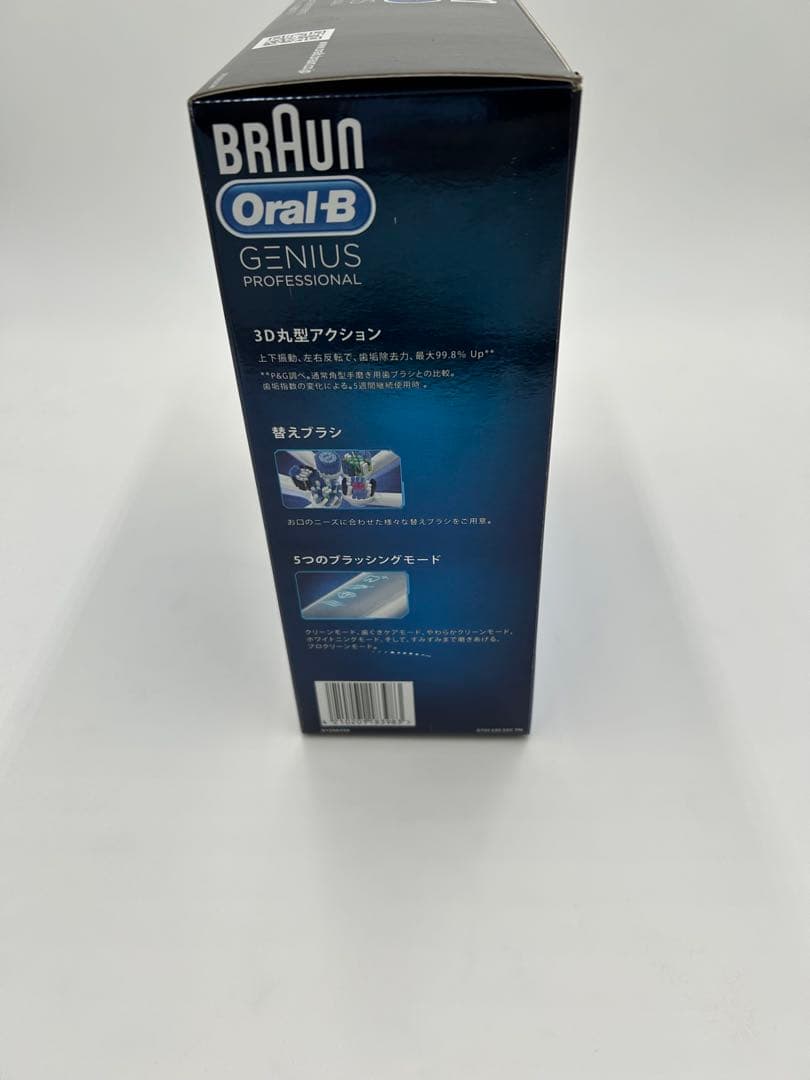 BRAUN
Oral-B
GENIUS
PROFESSIONAL
3D丸型アクション
上下振動、左右反転で、歯垢除去力、最大99.8% Up**
**P&G調べ。通常角型手磨き用歯ブラシとの比較。
歯垢指数の変化による。5週間継続使用時。
替えブラシ
お口のニーズに合わせた様々な替えブラシをご用意。
5つのブラッシングモード
クリーンモード、歯ぐきケアモード、やわらかクリーンモード、
ホワイトニングモード、そして、すみずみまで磨きあげる、
プロクリーンモード。